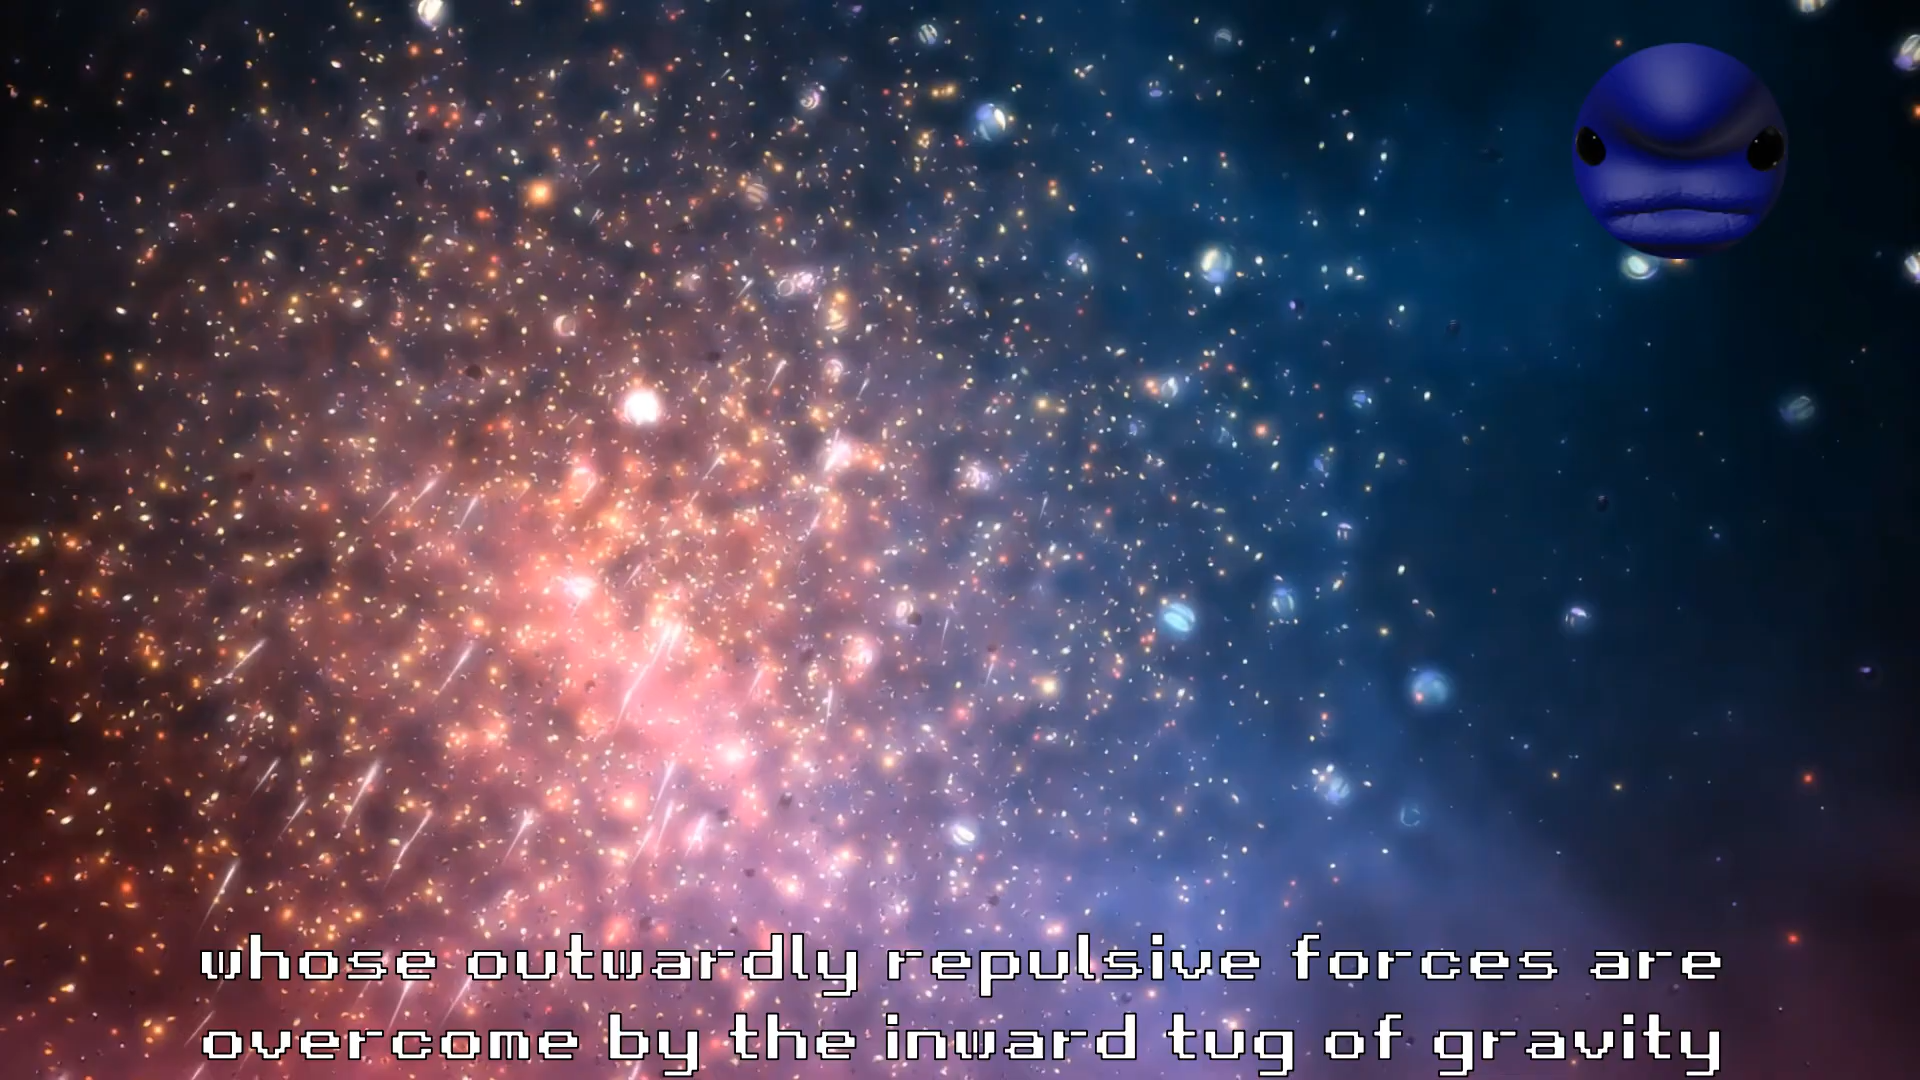 whose outwardly repulsive forces are
overcome by the inward tug of gravity